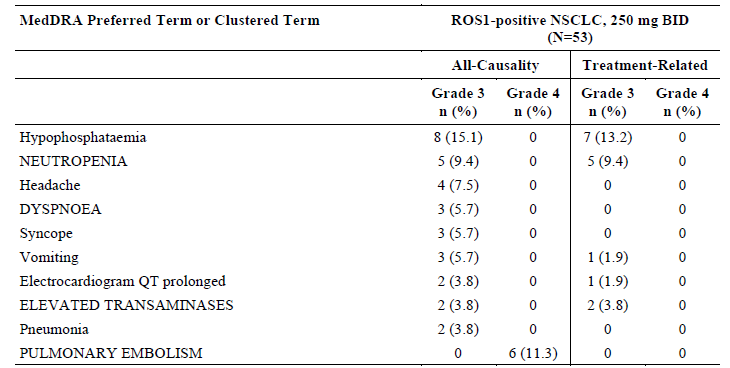 MedDRA Preferred Term or Clustered Term ROS1-positive NSCLC, 250 mg BID
(N=53)
All-Causality Treatment-Related
Grade 3 Grade 4 Grade 3 Grade 4
n (%) n (%) n (%) n (%)
Hypophosphataemia 8 (15.1) 0 7 (13.2) 0
NEUTROPENIA 5 (9.4) 0 5 (9.4) 0
Headache 4 (7.5) 0 0 0
DYSPNOEA 3 (5.7) 0 0 0
Syncope 3 (5.7) 0 0 0
Vomiting 3 (5.7) 0 1 (1.9) 0
Electrocardiogram QT prolonged 2 (3.8) 0 1 (1.9) 0
ELEVATED TRANSAMINASES 2 (3.8) 0 2 (3.8) 0
Pneumonia 2 (3.8) 0 0 0
PULMONARY EMBOLISM 0 6 (11.3) 0 0